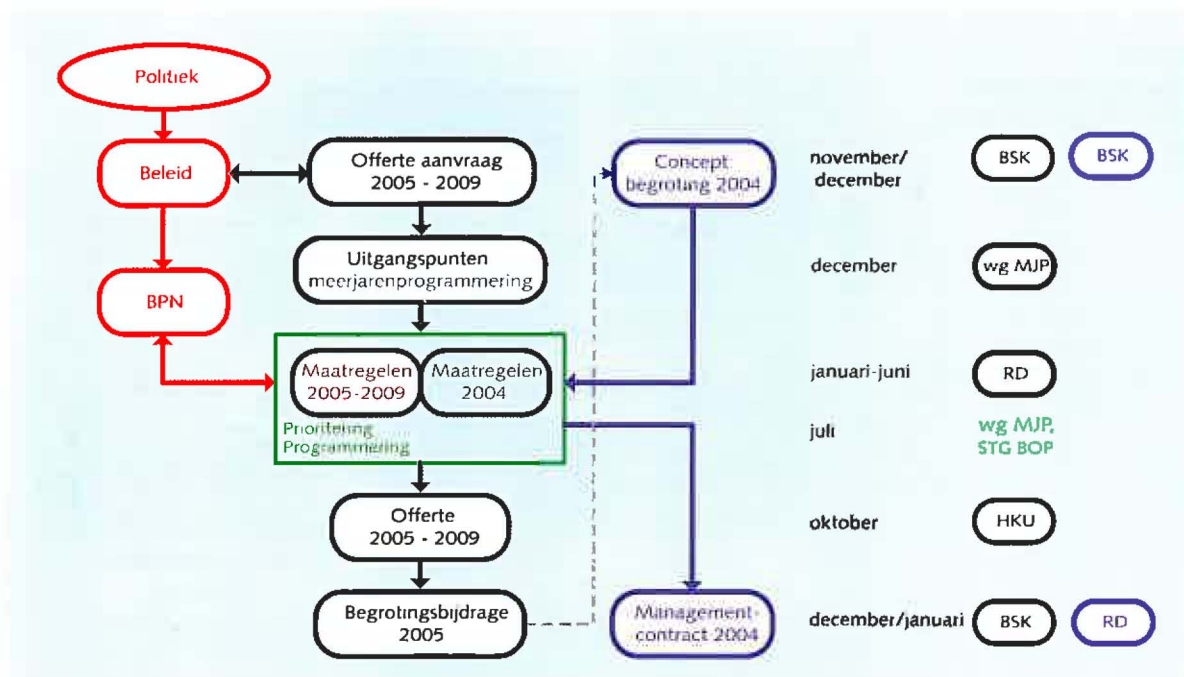 Politiek
Beleid
BPN
Offerte aanvraag
2005 - 2009
Uitgangspunten
meerjarenprogrammering
Maatregelen
2005-2009
Maatregelen
2004
Prioritering
Programmering
Offerte
2005 - 2009
Begrotingsbijdrage
2005
Concept
begroting 2004
Management-
contract 2004
november/
december
BSK
BSK
december
wg MJP
januari-juni
RD
juli
wg MJP,
STG BOP
oktober
HKU
december/januari
BSK
RD